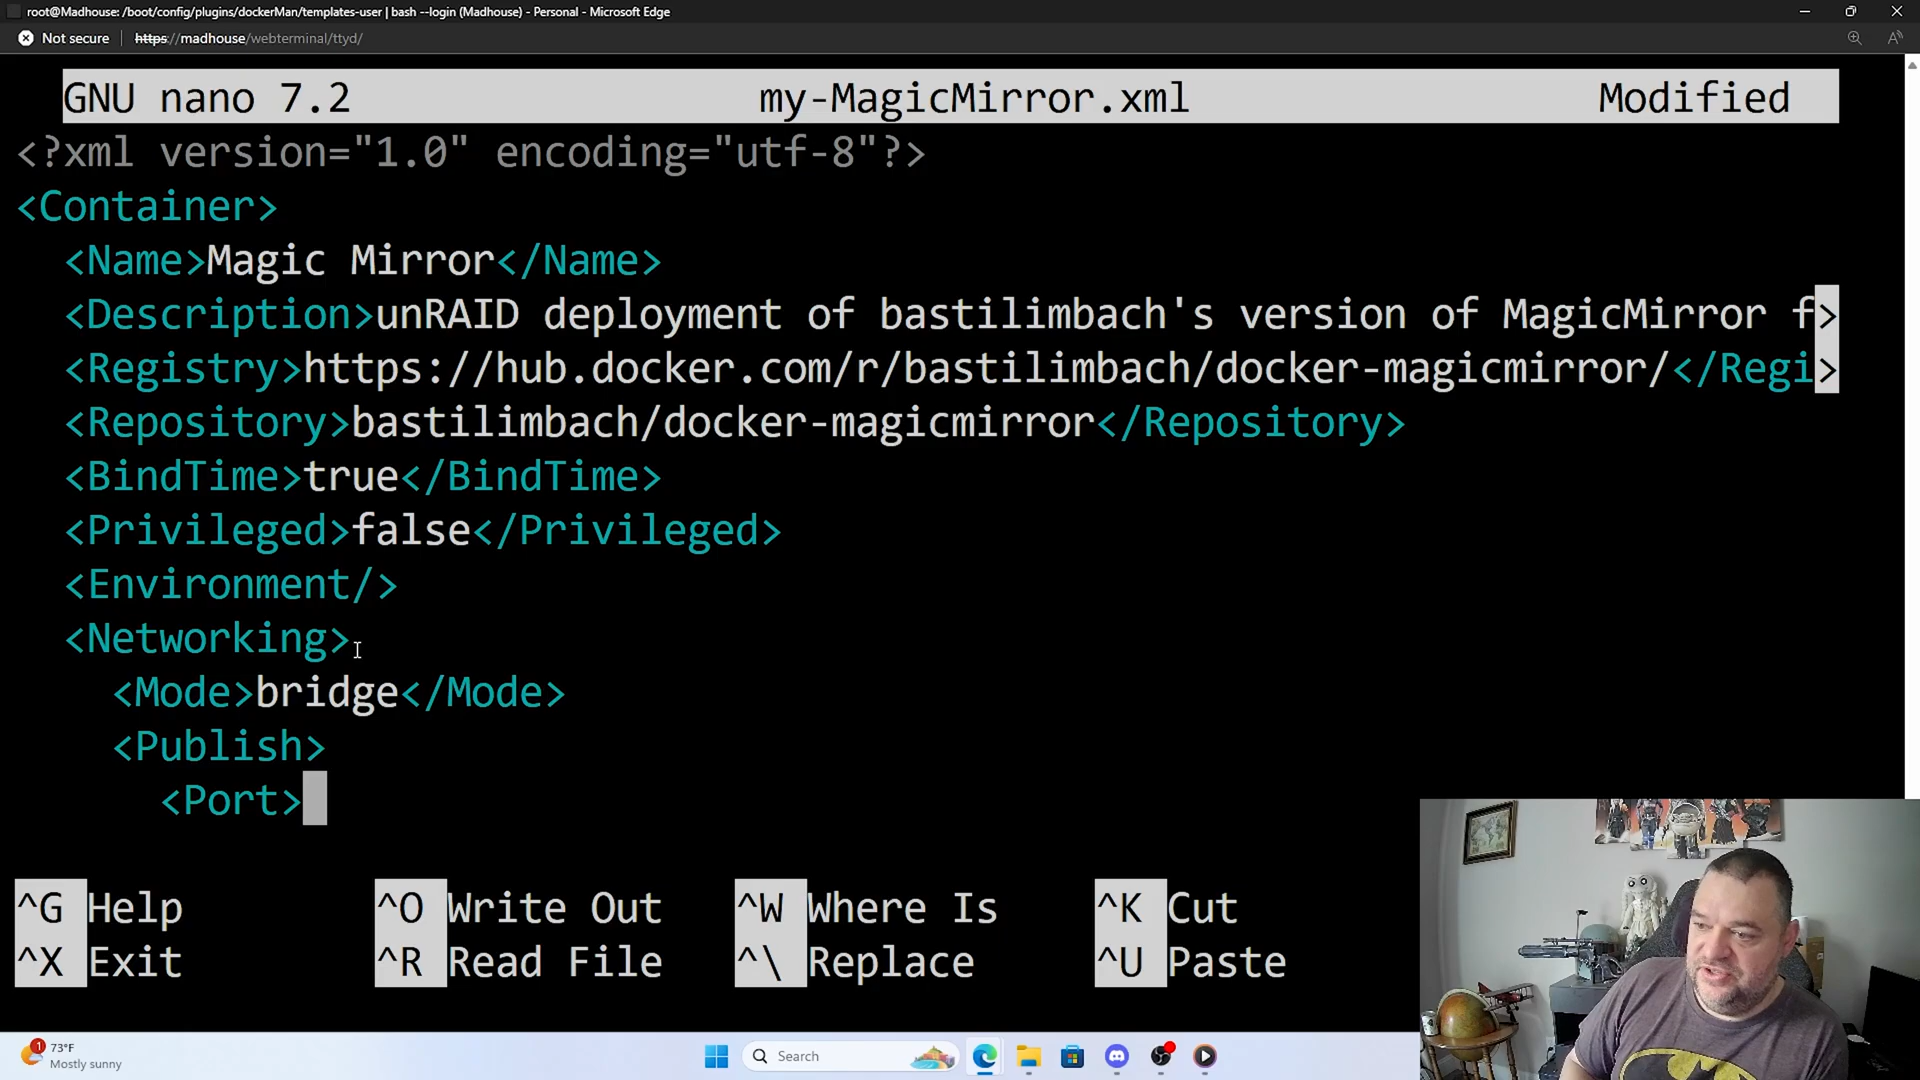 root@Madhouse: /boot/config/plugins/dockerMan/templates-user | bash --login (Madhouse) - Personal - Microsoft Edge
Not secure https://madhouse/webterminal/ttyd/
GNU nano 7.2 my-MagicMirror.xml Modified
<?xml version="1.0" encoding="utf-8"?>
<Container>
<Name>Magic Mirror</Name>
<Description>unRAID deployment of bastilimbach's version of MagicMirror f>
<Registry>https://hub.docker.com/r/bastilimbach/docker-magicmirror/</Regi>
<Repository>bastilimbach/docker-magicmirror</Repository>
<BindTime>true</BindTime>
<Privileged>false</Privileged>
<Environment/>
<Networking>
<Mode>bridge</Mode>
<Publish>
<Port>
^G Help ^O Write Out ^W Where Is ^K Cut
^X Exit ^R Read File ^\ Replace ^U Paste
1 73°F
Mostly sunny
Search